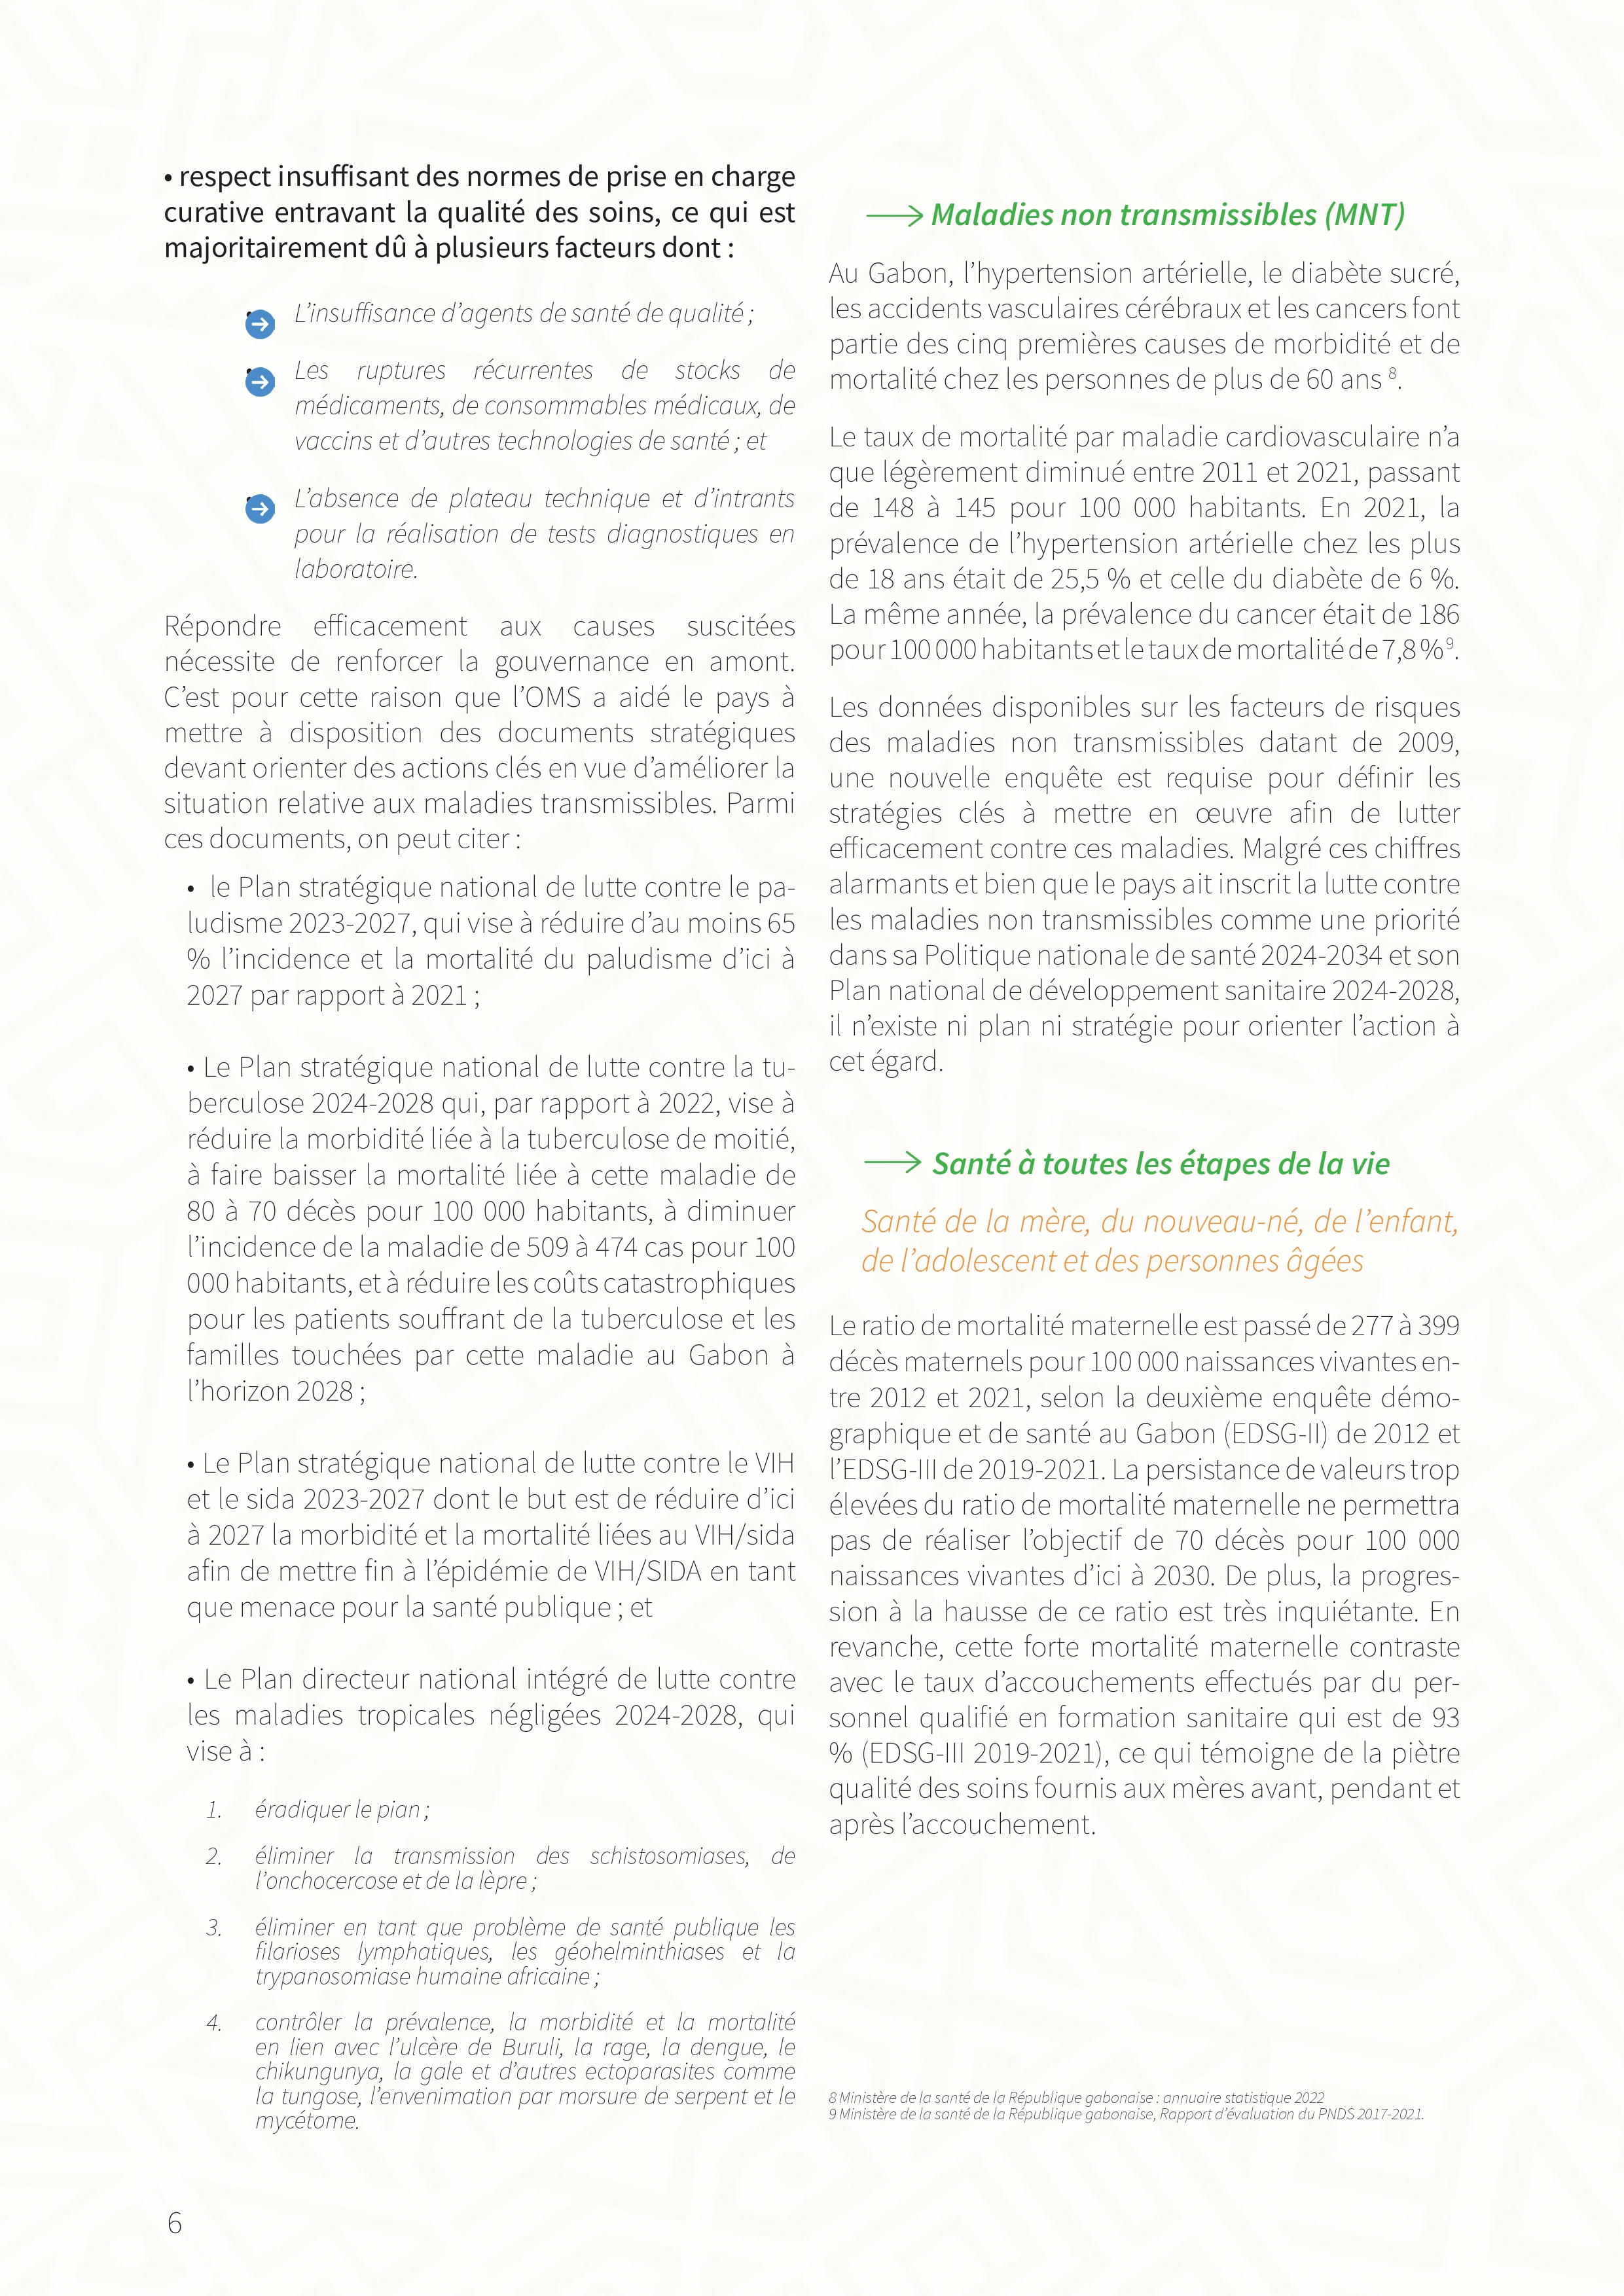 • respect insuffisant des normes de prise en charge
curative entravant la qualité des soins, ce qui est
majoritairement dû à plusieurs facteurs dont :
L’insuffisance d’agents de santé de qualité ;
Les ruptures récurrentes de stocks de
médicaments, de consommables médicaux, de
vaccins et d’autres technologies de santé ; et
L’absence de plateau technique et d’intrants
pour la réalisation de tests diagnostiques en
laboratoire.
Répondre efficacement aux causes suscitées
nécessite de renforcer la gouvernance en amont.
C’est pour cette raison que l’OMS a aidé le pays à
mettre à disposition des documents stratégiques
devant orienter des actions clés en vue d’améliorer la
situation relative aux maladies transmissibles. Parmi
ces documents, on peut citer :
• le Plan stratégique national de lutte contre le pa-
ludisme 2023-2027, qui vise à réduire d’au moins 65
% l’incidence et la mortalité du paludisme d’ici à
2027 par rapport à 2021 ;
• Le Plan stratégique national de lutte contre la tu-
berculose 2024-2028 qui, par rapport à 2022, vise à
réduire la morbidité liée à la tuberculose de moitié,
à faire baisser la mortalité liée à cette maladie de
80 à 70 décès pour 100 000 habitants, à diminuer
l’incidence de la maladie de 509 à 474 cas pour 100
000 habitants, et à réduire les coûts catastrophiques
pour les patients souffrant de la tuberculose et les
familles touchées par cette maladie au Gabon à
l’horizon 2028 ;
• Le Plan stratégique national de lutte contre le VIH
et le sida 2023-2027 dont le but est de réduire d’ici
à 2027 la morbidité et la mortalité liées au VIH/sida
afin de mettre fin à l’épidémie de VIH/SIDA en tant
que menace pour la santé publique ; et
• Le Plan directeur national intégré de lutte contre
les maladies tropicales négligées 2024-2028, qui
vise à :
1. éradiquer le pian ;
2. éliminer la transmission des schistosomiases, de
l’onchocercose et de la lèpre ;
3. éliminer en tant que problème de santé publique les
filarioses lymphatiques, les géohelminthiases et la
trypanosomiase humaine africaine ;
4. contrôler la prévalence, la morbidité et la mortalité
en lien avec l’ulcère de Buruli, la rage, la dengue, le
chikungunya, la gale et d’autres ectoparasites comme
la tungose, l’envenimation par morsure de serpent et le
mycétome.
Maladies non transmissibles (MNT)
Au Gabon, l’hypertension artérielle, le diabète sucré,
les accidents vasculaires cérébraux et les cancers font
partie des cinq premières causes de morbidité et de
mortalité chez les personnes de plus de 60 ans 8.
Le taux de mortalité par maladie cardiovasculaire n’a
que légèrement diminué entre 2011 et 2021, passant
de 148 à 145 pour 100 000 habitants. En 2021, la
prévalence de l’hypertension artérielle chez les plus
de 18 ans était de 25,5 % et celle du diabète de 6 %.
La même année, la prévalence du cancer était de 186
pour 100 000 habitants et le taux de mortalité de 7,8 % 9.
Les données disponibles sur les facteurs de risques
des maladies non transmissibles datant de 2009,
une nouvelle enquête est requise pour définir les
stratégies clés à mettre en œuvre afin de lutter
efficacement contre ces maladies. Malgré ces chiffres
alarmants et bien que le pays ait inscrit la lutte contre
les maladies non transmissibles comme une priorité
dans sa Politique nationale de santé 2024-2034 et son
Plan national de développement sanitaire 2024-2028,
il n’existe ni plan ni stratégie pour orienter l’action à
cet égard.
Santé à toutes les étapes de la vie
Santé de la mère, du nouveau-né, de l’enfant,
de l’adolescent et des personnes âgées
Le ratio de mortalité maternelle est passé de 277 à 399
décès maternels pour 100 000 naissances vivantes en-
tre 2012 et 2021, selon la deuxième enquête démo-
graphique et de santé au Gabon (EDSG-II) de 2012 et
l’EDSG-III de 2019-2021. La persistance de valeurs trop
élevées du ratio de mortalité maternelle ne permettra
pas de réaliser l’objectif de 70 décès pour 100 000
naissances vivantes d’ici à 2030. De plus, la progres-
sion à la hausse de ce ratio est très inquiétante. En
revanche, cette forte mortalité maternelle contraste
avec le taux d’accouchements effectués par du per-
sonnel qualifié en formation sanitaire qui est de 93
% (EDSG-III 2019-2021), ce qui témoigne de la piètre
qualité des soins fournis aux mères avant, pendant et
après l’accouchement.
8 Ministère de la santé de la République gabonaise : annuaire statistique 2022
9 Ministère de la santé de la République gabonaise, Rapport d’évaluation du PNDS 2017-2021.
6